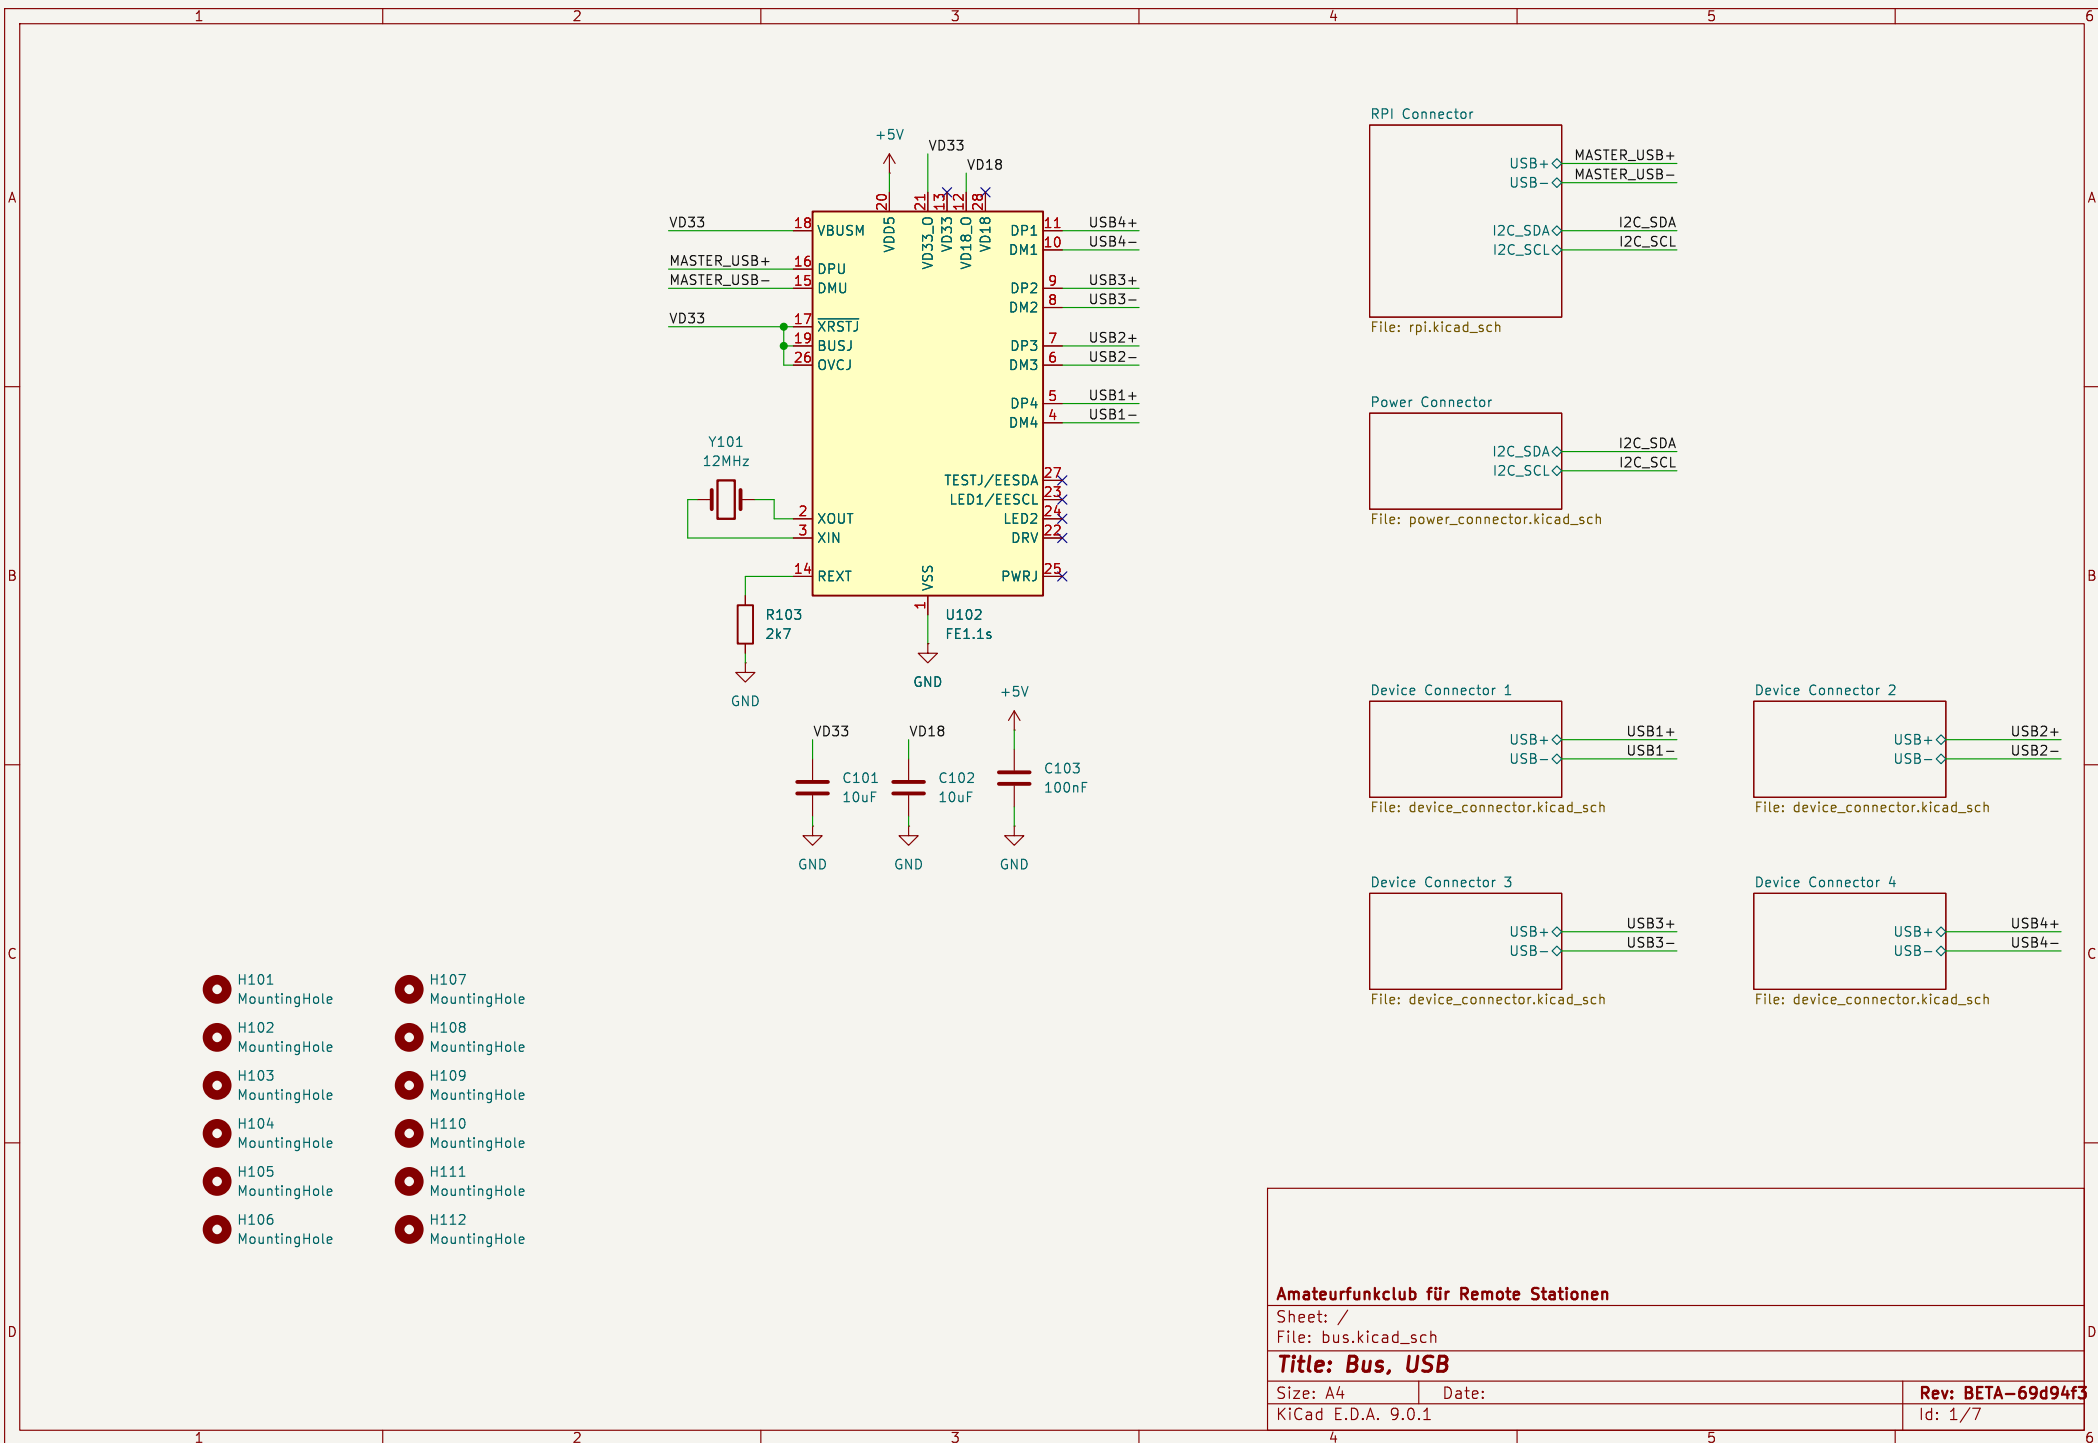 1 2 3 4 5 6
A
B
C
D
A
B
C
D
1 2 3 4 5 6
+5V
VD33
VD18
20
21
13
12
28
VDD5
VD33_O
VD33
VD18_O
VD18
VD33
18 VBUSM
MASTER_USB+
16 DPU
MASTER_USB-
15 DMU
VD33
17 XRSTJ
19 BUSJ
26 OVCJ
Y101
12MHz
2 XOUT
3 XIN
14 REXT
R103
2k7
GND
DP1 11 USB4+
DM1 10 USB4-
DP2 9 USB3+
DM2 8 USB3-
DP3 7 USB2+
DM3 6 USB2-
DP4 5 USB1+
DM4 4 USB1-
TESTJ/EESDA 27
LED1/EESCL 23
LED2 24
DRV 22
PWRJ 25
VSS
1
U102
FE1.1s
GND
VD33
C101
10uF
GND
VD18
C102
10uF
GND
+5V
C103
100nF
GND
RPI Connector
USB+ MASTER_USB+
USB- MASTER_USB-
I2C_SDA I2C_SDA
I2C_SCL I2C_SCL
File: rpi.kicad_sch
Power Connector
I2C_SDA I2C_SDA
I2C_SCL I2C_SCL
File: power_connector.kicad_sch
Device Connector 1
USB+ USB1+
USB- USB1-
File: device_connector.kicad_sch
Device Connector 2
USB+ USB2+
USB- USB2-
File: device_connector.kicad_sch
Device Connector 3
USB+ USB3+
USB- USB3-
File: device_connector.kicad_sch
Device Connector 4
USB+ USB4+
USB- USB4-
File: device_connector.kicad_sch
H101
MountingHole
H102
MountingHole
H103
MountingHole
H104
MountingHole
H105
MountingHole
H106
MountingHole
H107
MountingHole
H108
MountingHole
H109
MountingHole
H110
MountingHole
H111
MountingHole
H112
MountingHole
Amateurfunkclub für Remote Stationen
Sheet: /
File: bus.kicad_sch
Title: Bus, USB
Size: A4 Date: Rev: BETA-69d94f3
KiCad E.D.A. 9.0.1 Id: 1/7